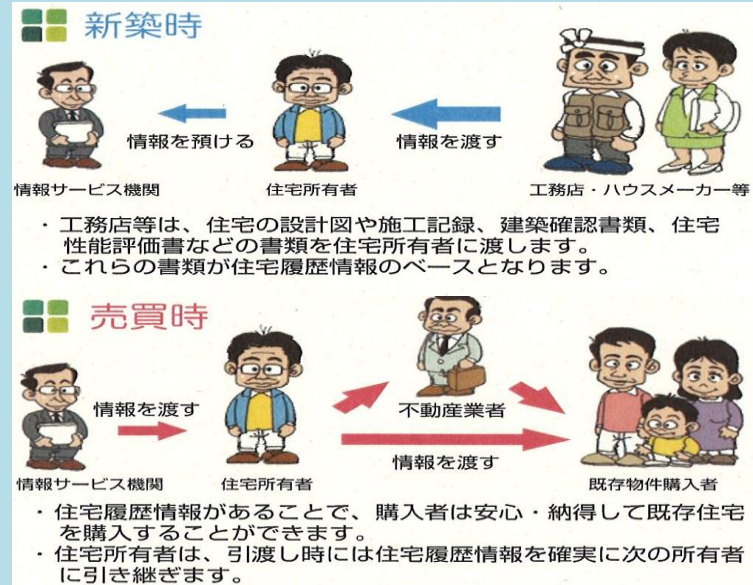 新築時
情報を預ける
情報を渡す
情報サービス機関
住宅所有者
工務店・ハウスメーカー等
・工務店等は、住宅の設計図や施工記録、建築確認書類、住宅
性能評価書などの書類を住宅所有者に渡します。
・これらの書類が住宅履歴情報のベースとなります。
売買時
情報を渡す
不動産業者
情報を渡す
情報サービス機関
住宅所有者
既存物件購入者
・住宅履歴情報があることで、購入者は安心・納得して既存住宅
を購入することができます。
・住宅所有者は、引渡し時には住宅履歴情報を確実に次の所有者
に引き継ぎます。